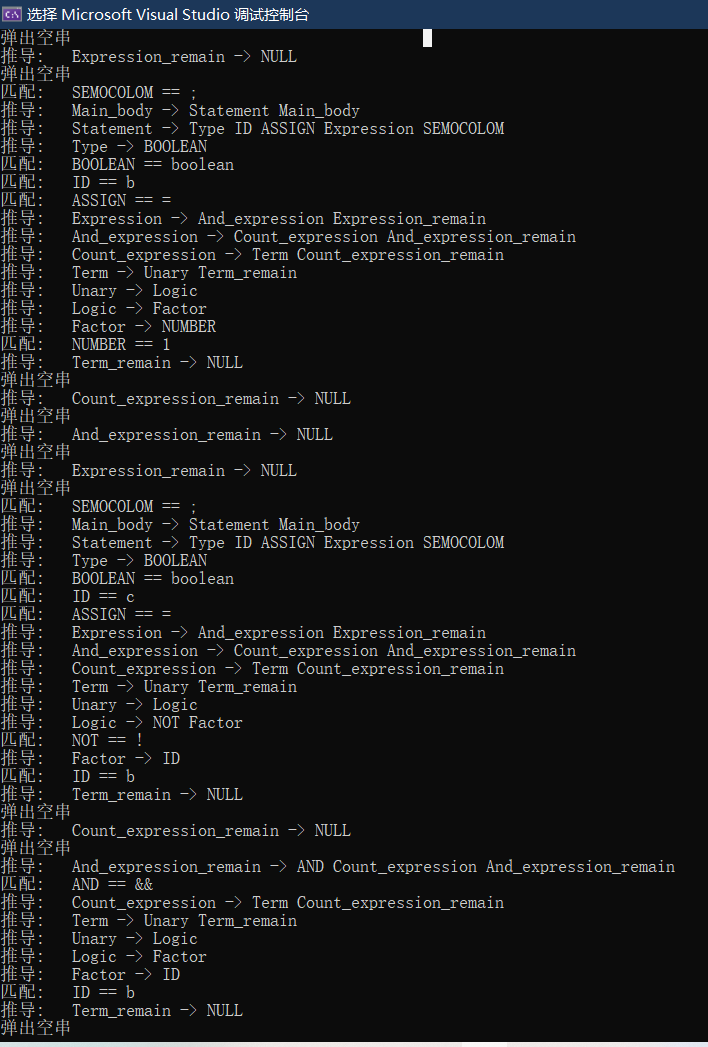 选择 Microsoft Visual Studio 调试控制台
弹出空串
推导:   Expression_remain -> NULL
弹出空串
匹配:   SEMOCOLOM == ;
推导:   Main_body -> Statement Main_body
推导:   Statement -> Type ID ASSIGN Expression SEMOCOLOM
推导:   Type -> BOOLEAN
匹配:   BOOLEAN == boolean
匹配:   ID == b
匹配:   ASSIGN == =
推导:   Expression -> And_expression Expression_remain
推导:   And_expression -> Count_expression And_expression_remain
推导:   Count_expression -> Term Count_expression_remain
推导:   Term -> Unary Term_remain
推导:   Unary -> Logic
推导:   Logic -> Factor
推导:   Factor -> NUMBER
匹配:   NUMBER == 1
推导:   Term_remain -> NULL
弹出空串
推导:   Count_expression_remain -> NULL
弹出空串
推导:   And_expression_remain -> NULL
弹出空串
推导:   Expression_remain -> NULL
弹出空串
匹配:   SEMOCOLOM == ;
推导:   Main_body -> Statement Main_body
推导:   Statement -> Type ID ASSIGN Expression SEMOCOLOM
推导:   Type -> BOOLEAN
匹配:   BOOLEAN == boolean
匹配:   ID == c
匹配:   ASSIGN == =
推导:   Expression -> And_expression Expression_remain
推导:   And_expression -> Count_expression And_expression_remain
推导:   Count_expression -> Term Count_expression_remain
推导:   Term -> Unary Term_remain
推导:   Unary -> Logic
推导:   Logic -> NOT Factor
匹配:   NOT == !
推导:   Factor -> ID
匹配:   ID == b
推导:   Term_remain -> NULL
弹出空串
推导:   Count_expression_remain -> NULL
弹出空串
推导:   And_expression_remain -> AND Count_expression And_expression_remain
匹配:   AND == &&
推导:   Count_expression -> Term Count_expression_remain
推导:   Term -> Unary Term_remain
推导:   Unary -> Logic
推导:   Logic -> Factor
推导:   Factor -> ID
匹配:   ID == b
推导:   Term_remain -> NULL
弹出空串